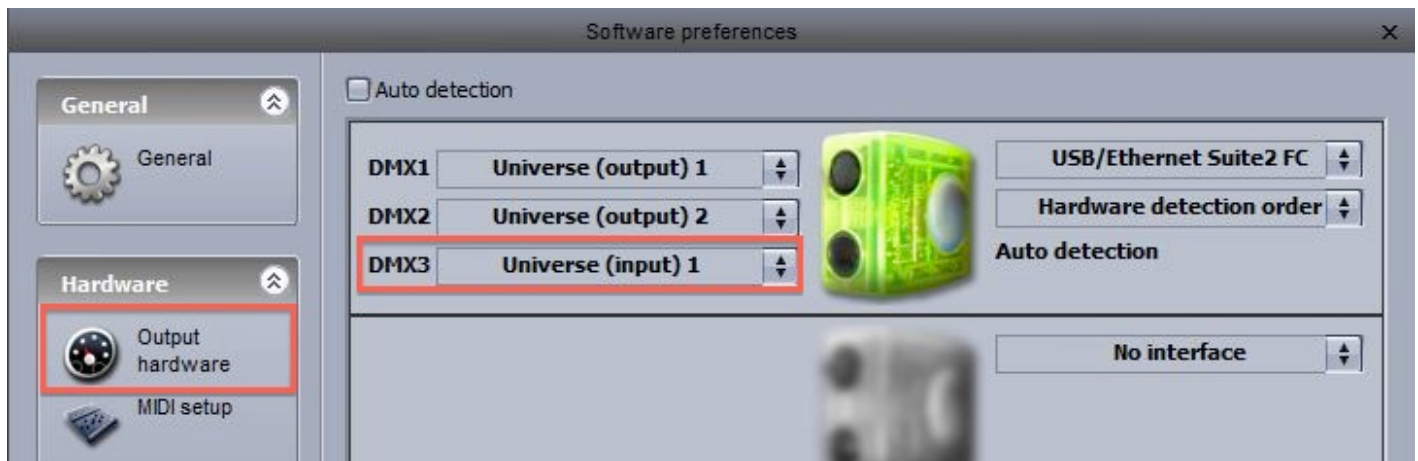 Software preferences
General
General
Hardware
Output
hardware
MIDI setup
Auto detection
DMX1 Universe (output) 1
DMX2 Universe (output) 2
DMX3 Universe (input) 1
USB/Ethernet Suite2 FC
Hardware detection order
Auto detection
No interface